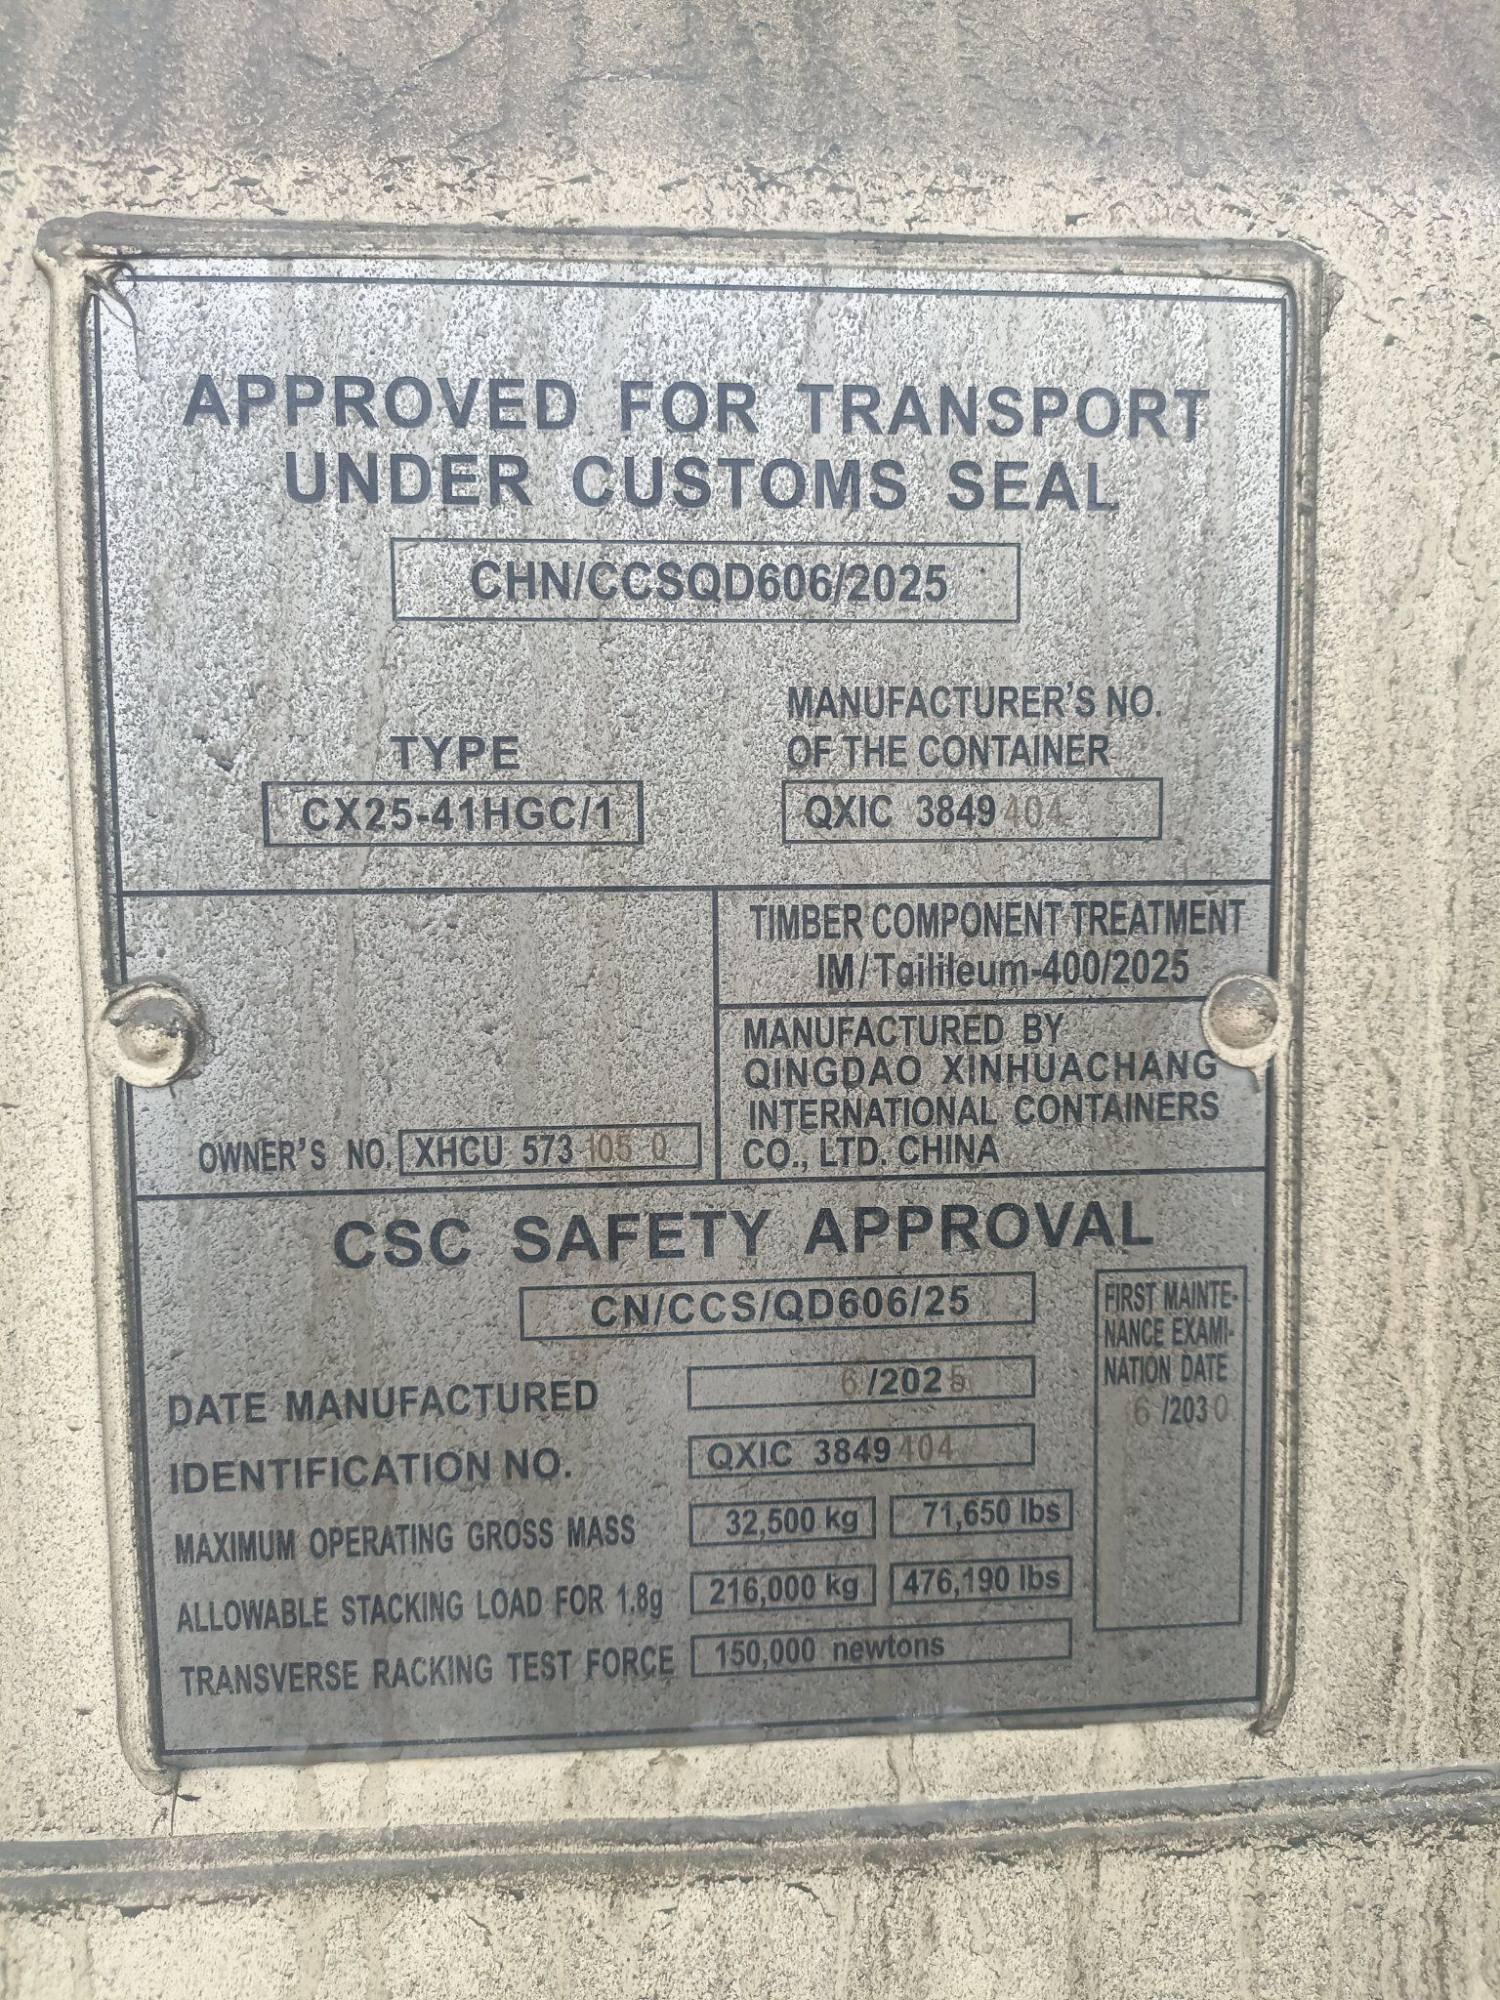 APPROVED FOR TRANSPORT
UNDER CUSTOMS SEAL
CHN/CCSQD606/2025
TYPE
CX25-41HGC/1
MANUFACTURER'S NO.
OF THE CONTAINER
QXIC 3849404
TIMBER COMPONENT TREATMENT
IM/Tailileum-400/2025
MANUFACTURED BY
QINGDAO XINHUACHANG
INTERNATIONAL CONTAINERS
CO., LTD. CHINA
OWNER'S NO. XHCU 573 105 0
CSC SAFETY APPROVAL
CN/CCS/QD606/25
DATE MANUFACTURED 6/2025
IDENTIFICATION NO. QXIC 3849404
MAXIMUM OPERATING GROSS MASS 32,500 kg 71,650 lbs
ALLOWABLE STACKING LOAD FOR 1.8g 216,000 kg 476,190 lbs
TRANSVERSE RACKING TEST FORCE 150,000 newtons
FIRST MAINTE-
NANCE EXAMI-
NATION DATE
6 /2030